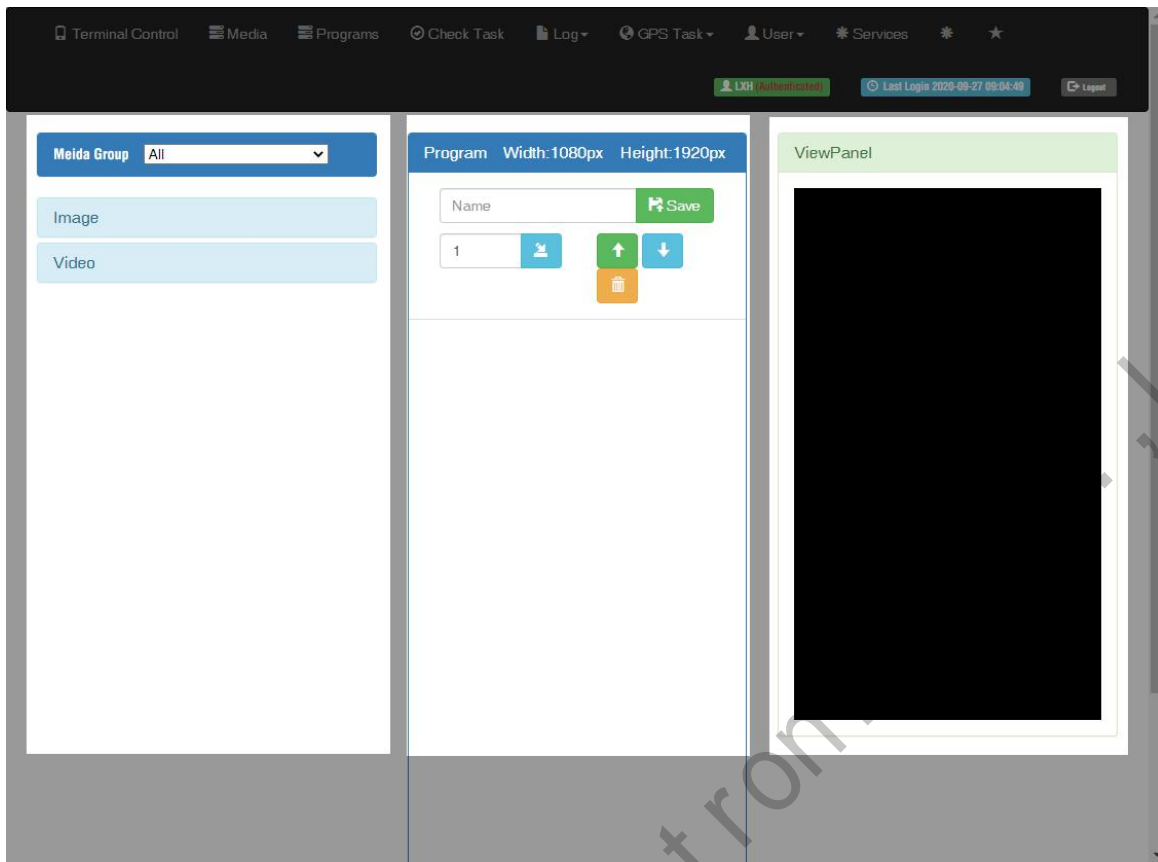 Terminal Control Media Programs Check Task Log GPS Task User Services
LXH (Authenticated) Last Login 2020-09-27 09:04:49 Logout
Meida Group All
Image
Video
Program Width:1080px Height:1920px
Name Save
1
ViewPanel